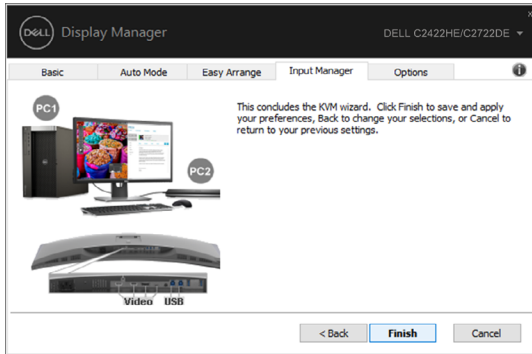 DELL Display Manager
DELL C2422HE/C2722DE
Basic
Auto Mode
Easy Arrange
Input Manager
Options
PC1
PC2
Video USB
This concludes the KVM wizard. Click Finish to save and apply
your preferences, Back to change your selections, or Cancel to
return to your previous settings.
< Back
Finish
Cancel